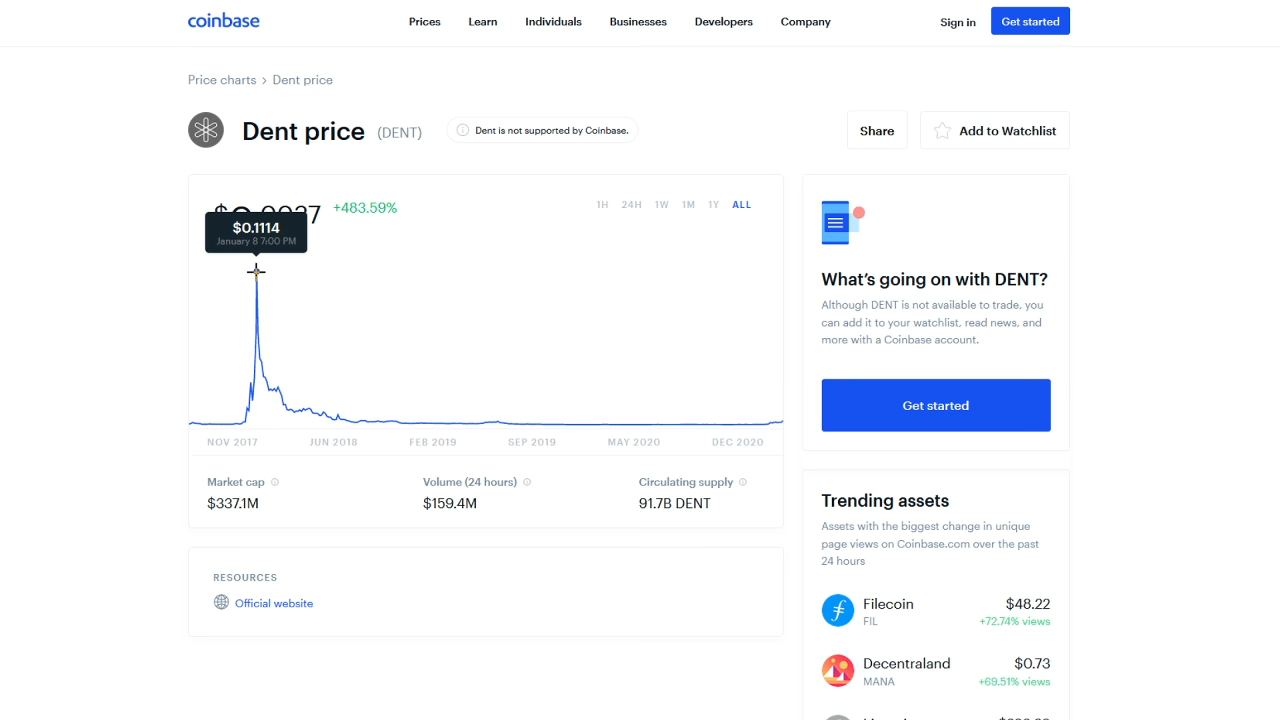 coinbase
Prices Learn Individuals Businesses Developers Company
Sign in
Get started
Price charts > Dent price
Dent price (DENT)
Dent is not supported by Coinbase.
Share
Add to Watchlist
+483.59%
1H 24H 1W 1M 1Y ALL
$0.1114
January 8 7:00 PM
NOV 2017 JUN 2018 FEB 2019 SEP 2019 MAY 2020 DEC 2020
Market cap
$337.1M
Volume (24 hours)
$159.4M
Circulating supply
91.7B DENT
RESOURCES
Official website
What's going on with DENT?
Although DENT is not available to trade, you
can add it to your watchlist, read news, and
more with a Coinbase account.
Get started
Trending assets
Assets with the biggest change in unique
page views on Coinbase.com over the past
24 hours
Filecoin $48.22
FIL +72.74% views
Decentraland $0.73
MANA +69.51% views